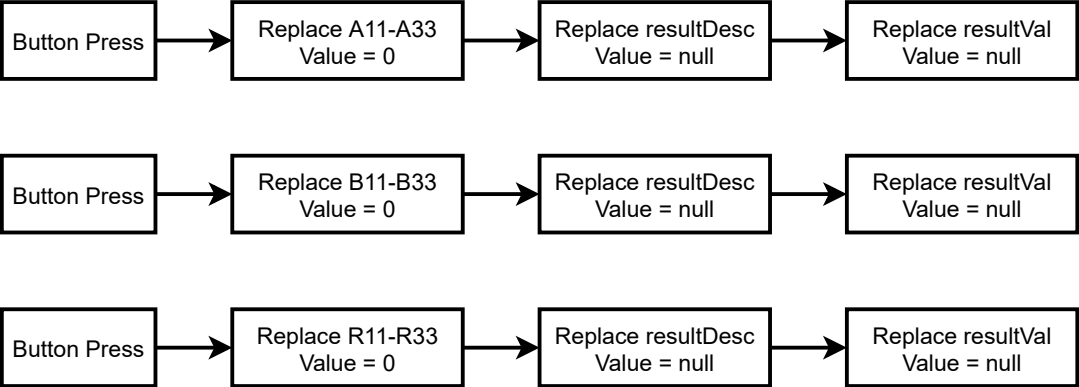 Button Press
Replace A11-A33
Value = 0
Replace resultDesc
Value = null
Replace resultVal
Value = null
Button Press
Replace B11-B33
Value = 0
Replace resultDesc
Value = null
Replace resultVal
Value = null
Button Press
Replace R11-R33
Value = 0
Replace resultDesc
Value = null
Replace resultVal
Value = null